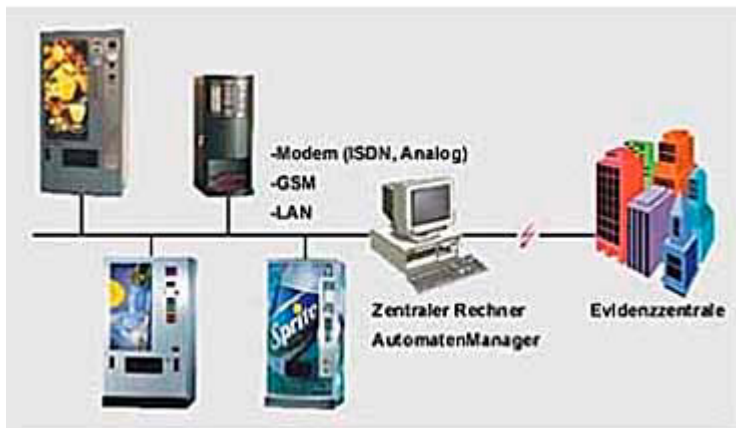 -Modem (ISDN, Analog)
-GSM
-LAN
Sprite
Zentraler Rechner
AutomatenManager
Evidenzzentrale